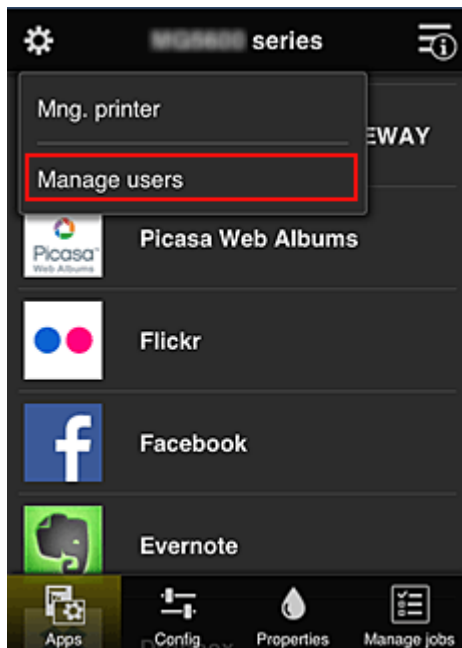 series
Mng. printer
EWAY
Manage users
Picasa
Web Albums
Picasa Web Albums
Flickr
f
Facebook
Evernote
Apps
Config
Properties
Manage jobs